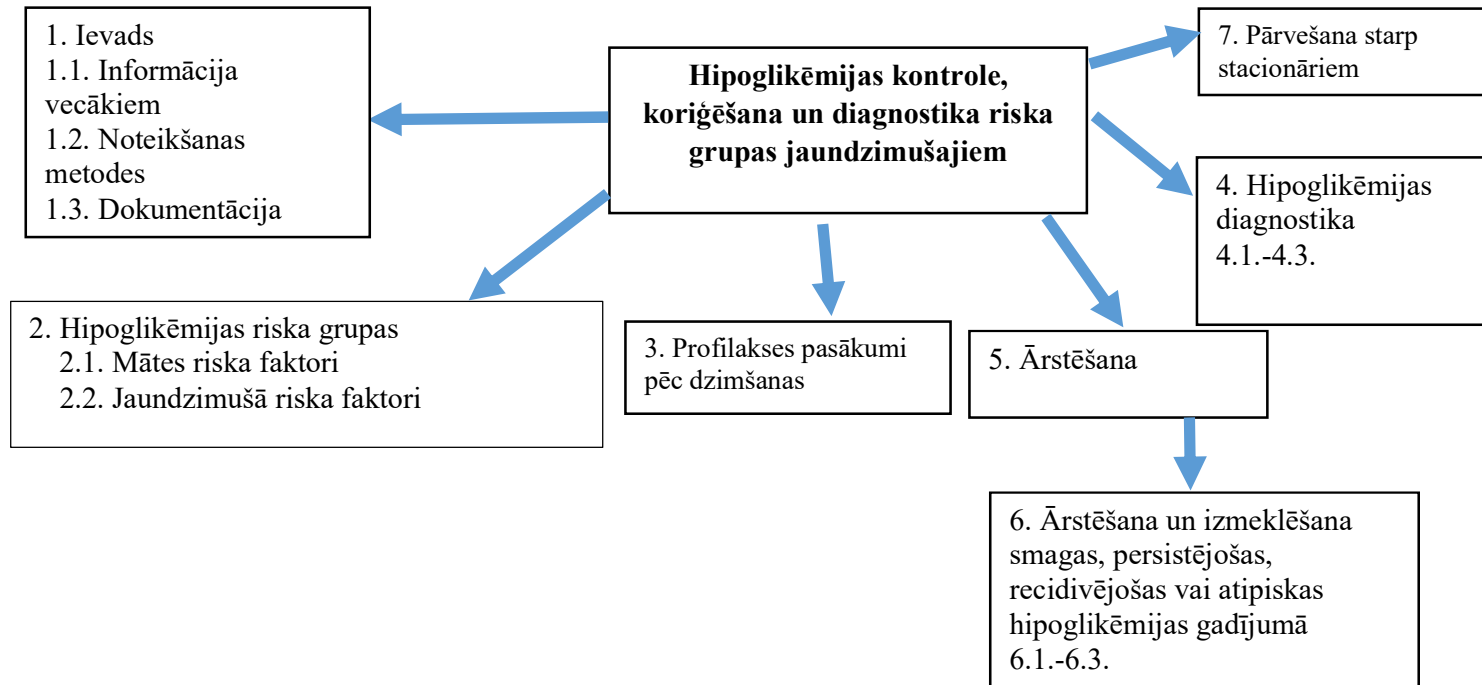 1. Ievads
1.1. Informācija
vecākiem
1.2. Noteikšanas
metodes
1.3. Dokumentācija
Hipoglikēmijas kontrole,
koriģēšana un diagnostika riska
grupas jaundzimušajiem
7. Pārvešana starp
stacionāriem
4. Hipoglikēmijas
diagnostika
4.1.-4.3.
2. Hipoglikēmijas riska grupas
2.1. Mātes riska faktori
2.2. Jaundzimušā riska faktori
3. Profilakses pasākumi
pēc dzimšanas
5. Ārstēšana
6. Ārstēšana un izmeklēšana
smagas, persistējošas,
recidivējošas vai atipiskas
hipoglikēmijas gadījumā
6.1.-6.3.